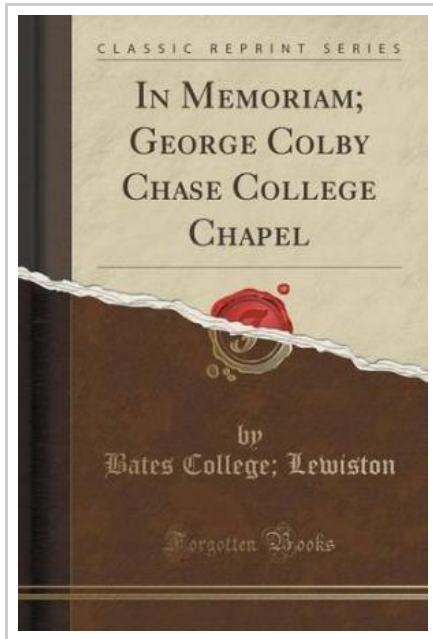 CLASSIC REPRINT SERIES
IN MEMORIAM;
GEORGE COLBY
CHASE COLLEGE
CHAPEL
by
Bates College; Lewiston
Forgotten Books